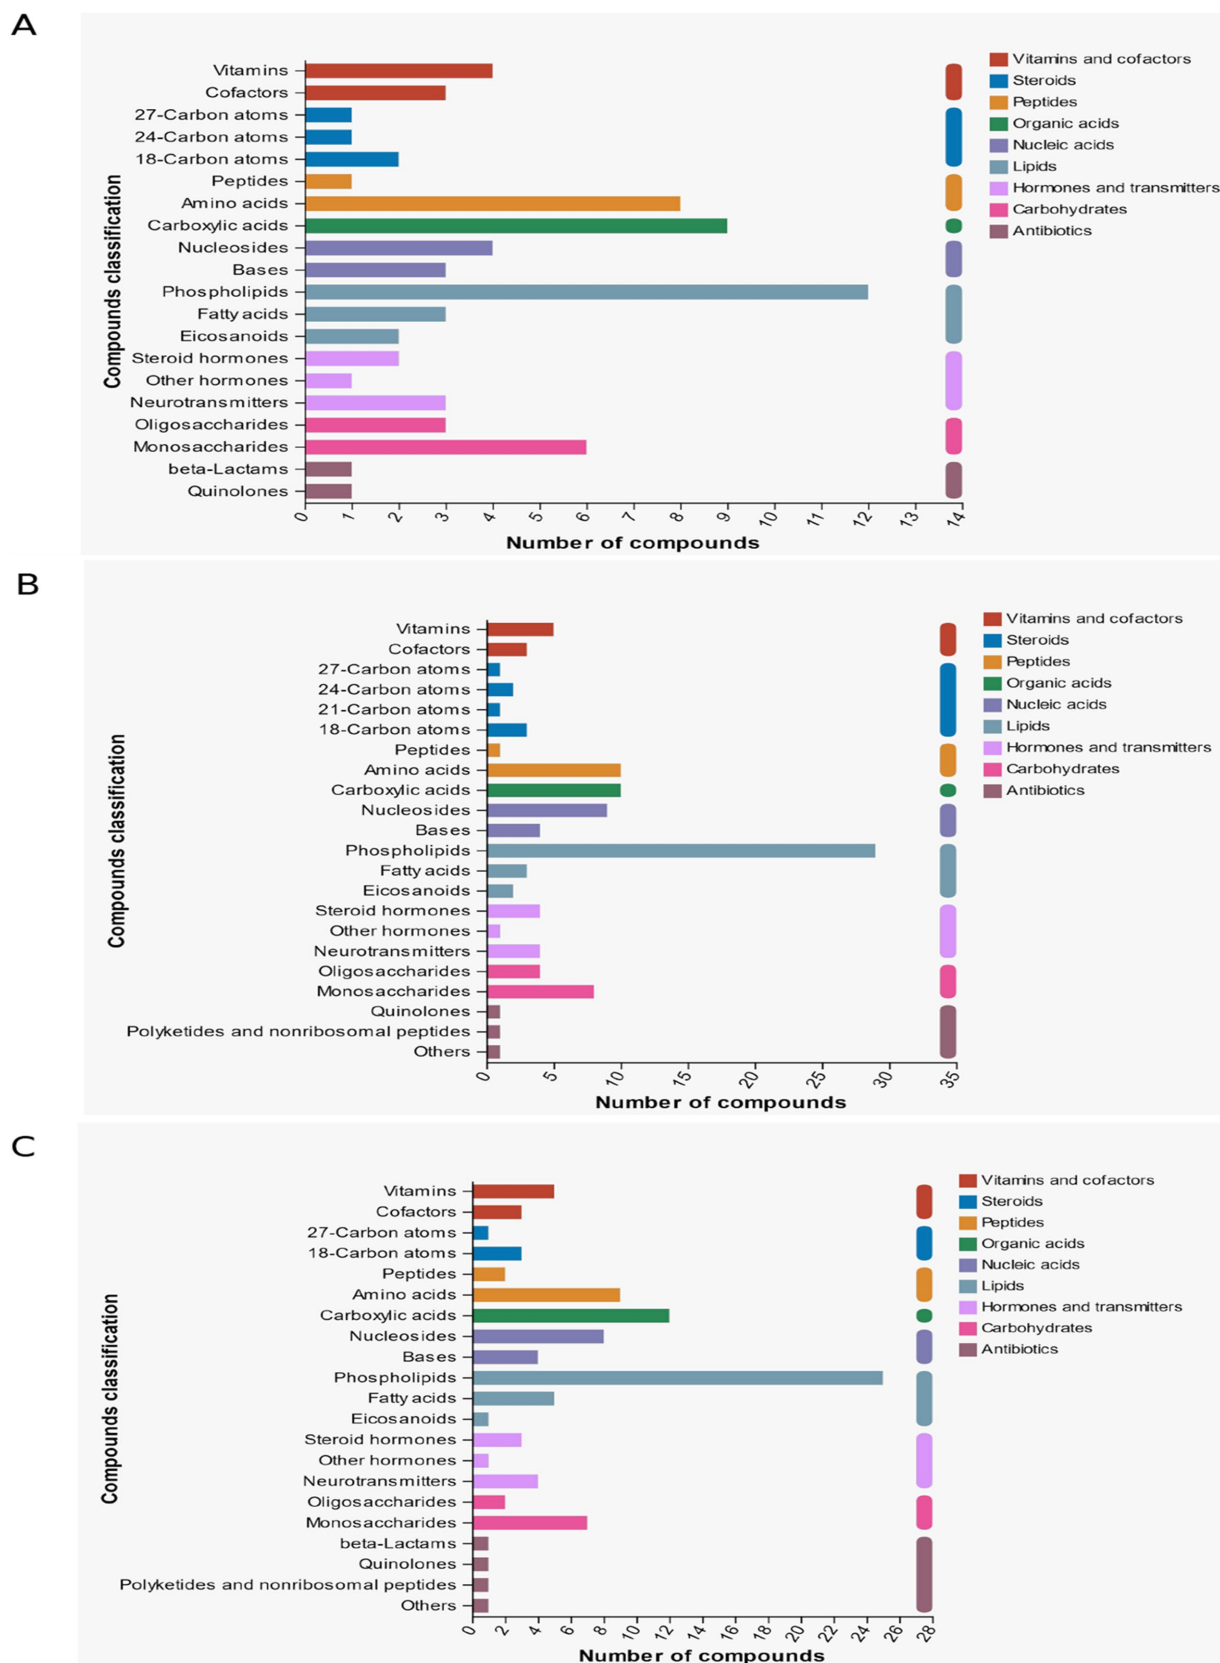 A
Vitamins
Cofactors
27-Carbon atoms
24-Carbon atoms
18-Carbon atoms
Peptides
Amino acids
Carboxylic acids
Nucleosides
Bases
Phospholipids
Fatty acids
Eicosanoids
Steroid hormones
Other hormones
Neurotransmitters
Oligosaccharides
Monosaccharides
beta-Lactams
Quinolones
Compounds classification
0 1 2 3 4 5 6 7 8 9 10 11 12 13 14
Number of compounds
Vitamins and cofactors
Steroids
Peptides
Organic acids
Nucleic acids
Lipids
Hormones and transmitters
Carbohydrates
Antibiotics
B
Vitamins
Cofactors
27-Carbon atoms
24-Carbon atoms
21-Carbon atoms
18-Carbon atoms
Peptides
Amino acids
Carboxylic acids
Nucleosides
Bases
Phospholipids
Fatty acids
Eicosanoids
Steroid hormones
Other hormones
Neurotransmitters
Oligosaccharides
Monosaccharides
Quinolones
Polyketides and nonribosomal peptides
Others
Compounds classification
0 5 10 15 20 25 30 35
Number of compounds
Vitamins and cofactors
Steroids
Peptides
Organic acids
Nucleic acids
Lipids
Hormones and transmitters
Carbohydrates
Antibiotics
C
Vitamins
Cofactors
27-Carbon atoms
18-Carbon atoms
Peptides
Amino acids
Carboxylic acids
Nucleosides
Bases
Phospholipids
Fatty acids
Eicosanoids
Steroid hormones
Other hormones
Neurotransmitters
Oligosaccharides
Monosaccharides
beta-Lactams
Quinolones
Polyketides and nonribosomal peptides
Others
Compounds classification
0 2 4 6 8 10 12 14 16 18 20 22 24 26 28
Number of compounds
Vitamins and cofactors
Steroids
Peptides
Organic acids
Nucleic acids
Lipids
Hormones and transmitters
Carbohydrates
Antibiotics